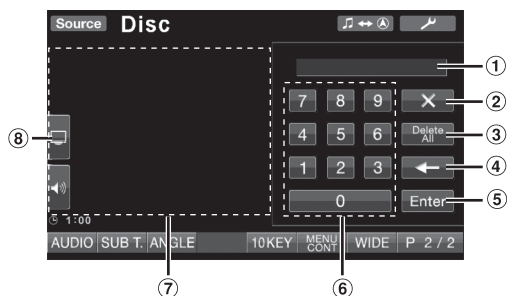 Source Disc
7 8 9
4 5 6 Delete All
1 2 3
0 Enter
1:00
AUDIO SUB T. ANGLE 10KEY MENU CONT WIDE P 2/2
① ② ③ ④ ⑤ ⑥ ⑦ ⑧